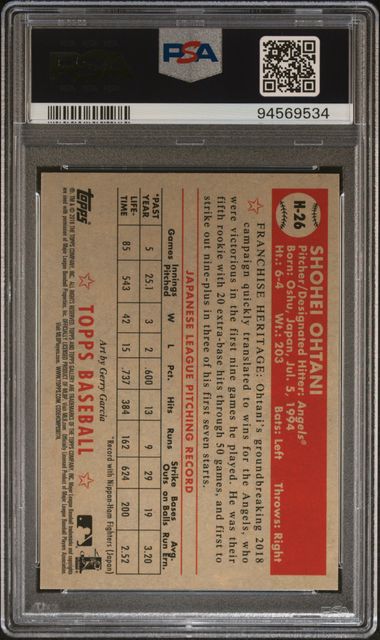 PSA
94569534
H-26
SHOHEI OHTANI
Pitcher/Designated Hitter: Angels®
Born: Oshu, Japan, Jul. 5, 1994
Ht.: 6-4 Wt.: 203 Bats: Left Throws: Right
FRANCHISE HERITAGE: Ohtani's groundbreaking 2018
campaign quickly translated to wins for the Angels, who
were victorious in the first nine games he played. He was their
fifth rookie with 20 extra-base hits through 50 games, and first to
strike out nine-plus in three of his first seven starts.
JAPANESE LEAGUE PITCHING RECORD
Games Innings Pitched W L Pct. Hits Runs Strike Outs Bases on Balls Avg. Run Ern.
*PAST YEAR 5 25.1 3 2 .600 13 9 29 19 3.20
LIFE-TIME 85 543 42 15 .737 384 162 624 200 2.52
*Record with Nippon-Ham Fighters (Japan)
Art by Gerry Garcia
Topps
TOPPS BASEBALL